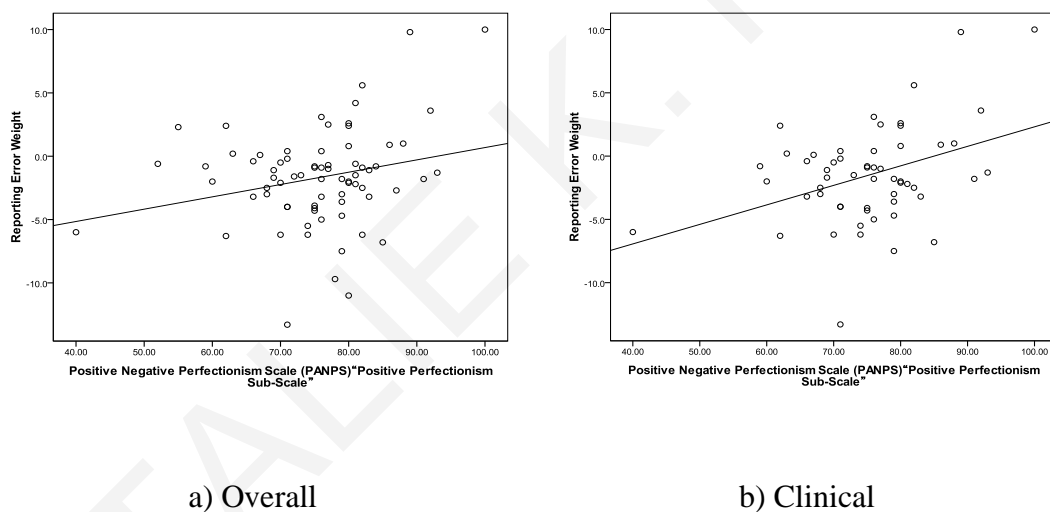 10.0
5.0
0.0
-5.0
-10.0
Reporting Error Weight
40.00 50.00 60.00 70.00 80.00 90.00 100.00
Positive Negative Perfectionism Scale (PANPS)“Positive Perfectionism
Sub-Scale”
a) Overall
10.0
5.0
0.0
-5.0
-10.0
Reporting Error Weight
40.00 50.00 60.00 70.00 80.00 90.00 100.00
Positive Negative Perfectionism Scale (PANPS)“Positive Perfectionism
Sub-Scale”
b) Clinical
TALIEK.